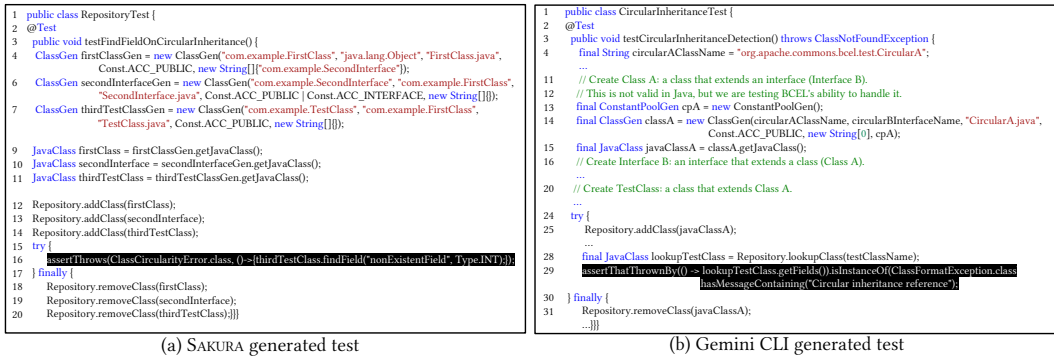 1 public class RepositoryTest {
2 @Test
3 public void testFindFieldOnCircularInheritance() {
4 ClassGen firstClassGen = new ClassGen("com.example.FirstClass", "java.lang.Object", "FirstClass.java",
Const.ACC_PUBLIC, new String[]{"com.example.SecondInterface"});
6 ClassGen secondInterfaceGen = new ClassGen("com.example.SecondInterface", "com.example.FirstClass",
"SecondInterface.java", Const.ACC_PUBLIC | Const.ACC_INTERFACE, new String[]{});
7 ClassGen thirdTestClassGen = new ClassGen("com.example.TestClass", "com.example.FirstClass",
"TestClass.java", Const.ACC_PUBLIC, new String[]{});
9 JavaClass firstClass = firstClassGen.getJavaClass();
10 JavaClass secondInterface = secondInterfaceGen.getJavaClass();
11 JavaClass thirdTestClass = thirdTestClassGen.getJavaClass();
12 Repository.addClass(firstClass);
13 Repository.addClass(secondInterface);
14 Repository.addClass(thirdTestClass);
15 try {
16 assertThrows(ClassCircularityError.class, ()->{thirdTestClass.findField("nonExistentField", Type.INT);});
17 } finally {
18 Repository.removeClass(firstClass);
19 Repository.removeClass(secondInterface);
20 Repository.removeClass(thirdTestClass);}}}
(a) SAKURA generated test
1 public class CircularInheritanceTest {
2 @Test
3 public void testCircularInheritanceDetection() throws ClassNotFoundException {
4 final String circularAClassName = "org.apache.commons.bcel.test.CircularA";
...
11 // Create Class A: a class that extends an interface (Interface B).
12 // This is not valid in Java, but we are testing BCEL's ability to handle it.
13 final ConstantPoolGen cpA = new ConstantPoolGen();
14 final ClassGen classA = new ClassGen(circularAClassName, circularBInterfaceName, "CircularA.java",
Const.ACC_PUBLIC, new String[0], cpA);
15 final JavaClass javaClassA = classA.getJavaClass();
16 // Create Interface B: an interface that extends a class (Class A).
...
20 // Create TestClass: a class that extends Class A.
...
24 try {
25 Repository.addClass(javaClassA);
...
28 final JavaClass lookupTestClass = Repository.lookupClass(testClassName);
29 assertThatThrownBy(() -> lookupTestClass.getFields()).isInstanceOf(ClassFormatException.class
hasMessageContaining("Circular inheritance reference");
30 } finally {
31 Repository.removeClass(javaClassA);
...}}}
(b) Gemini CLI generated test